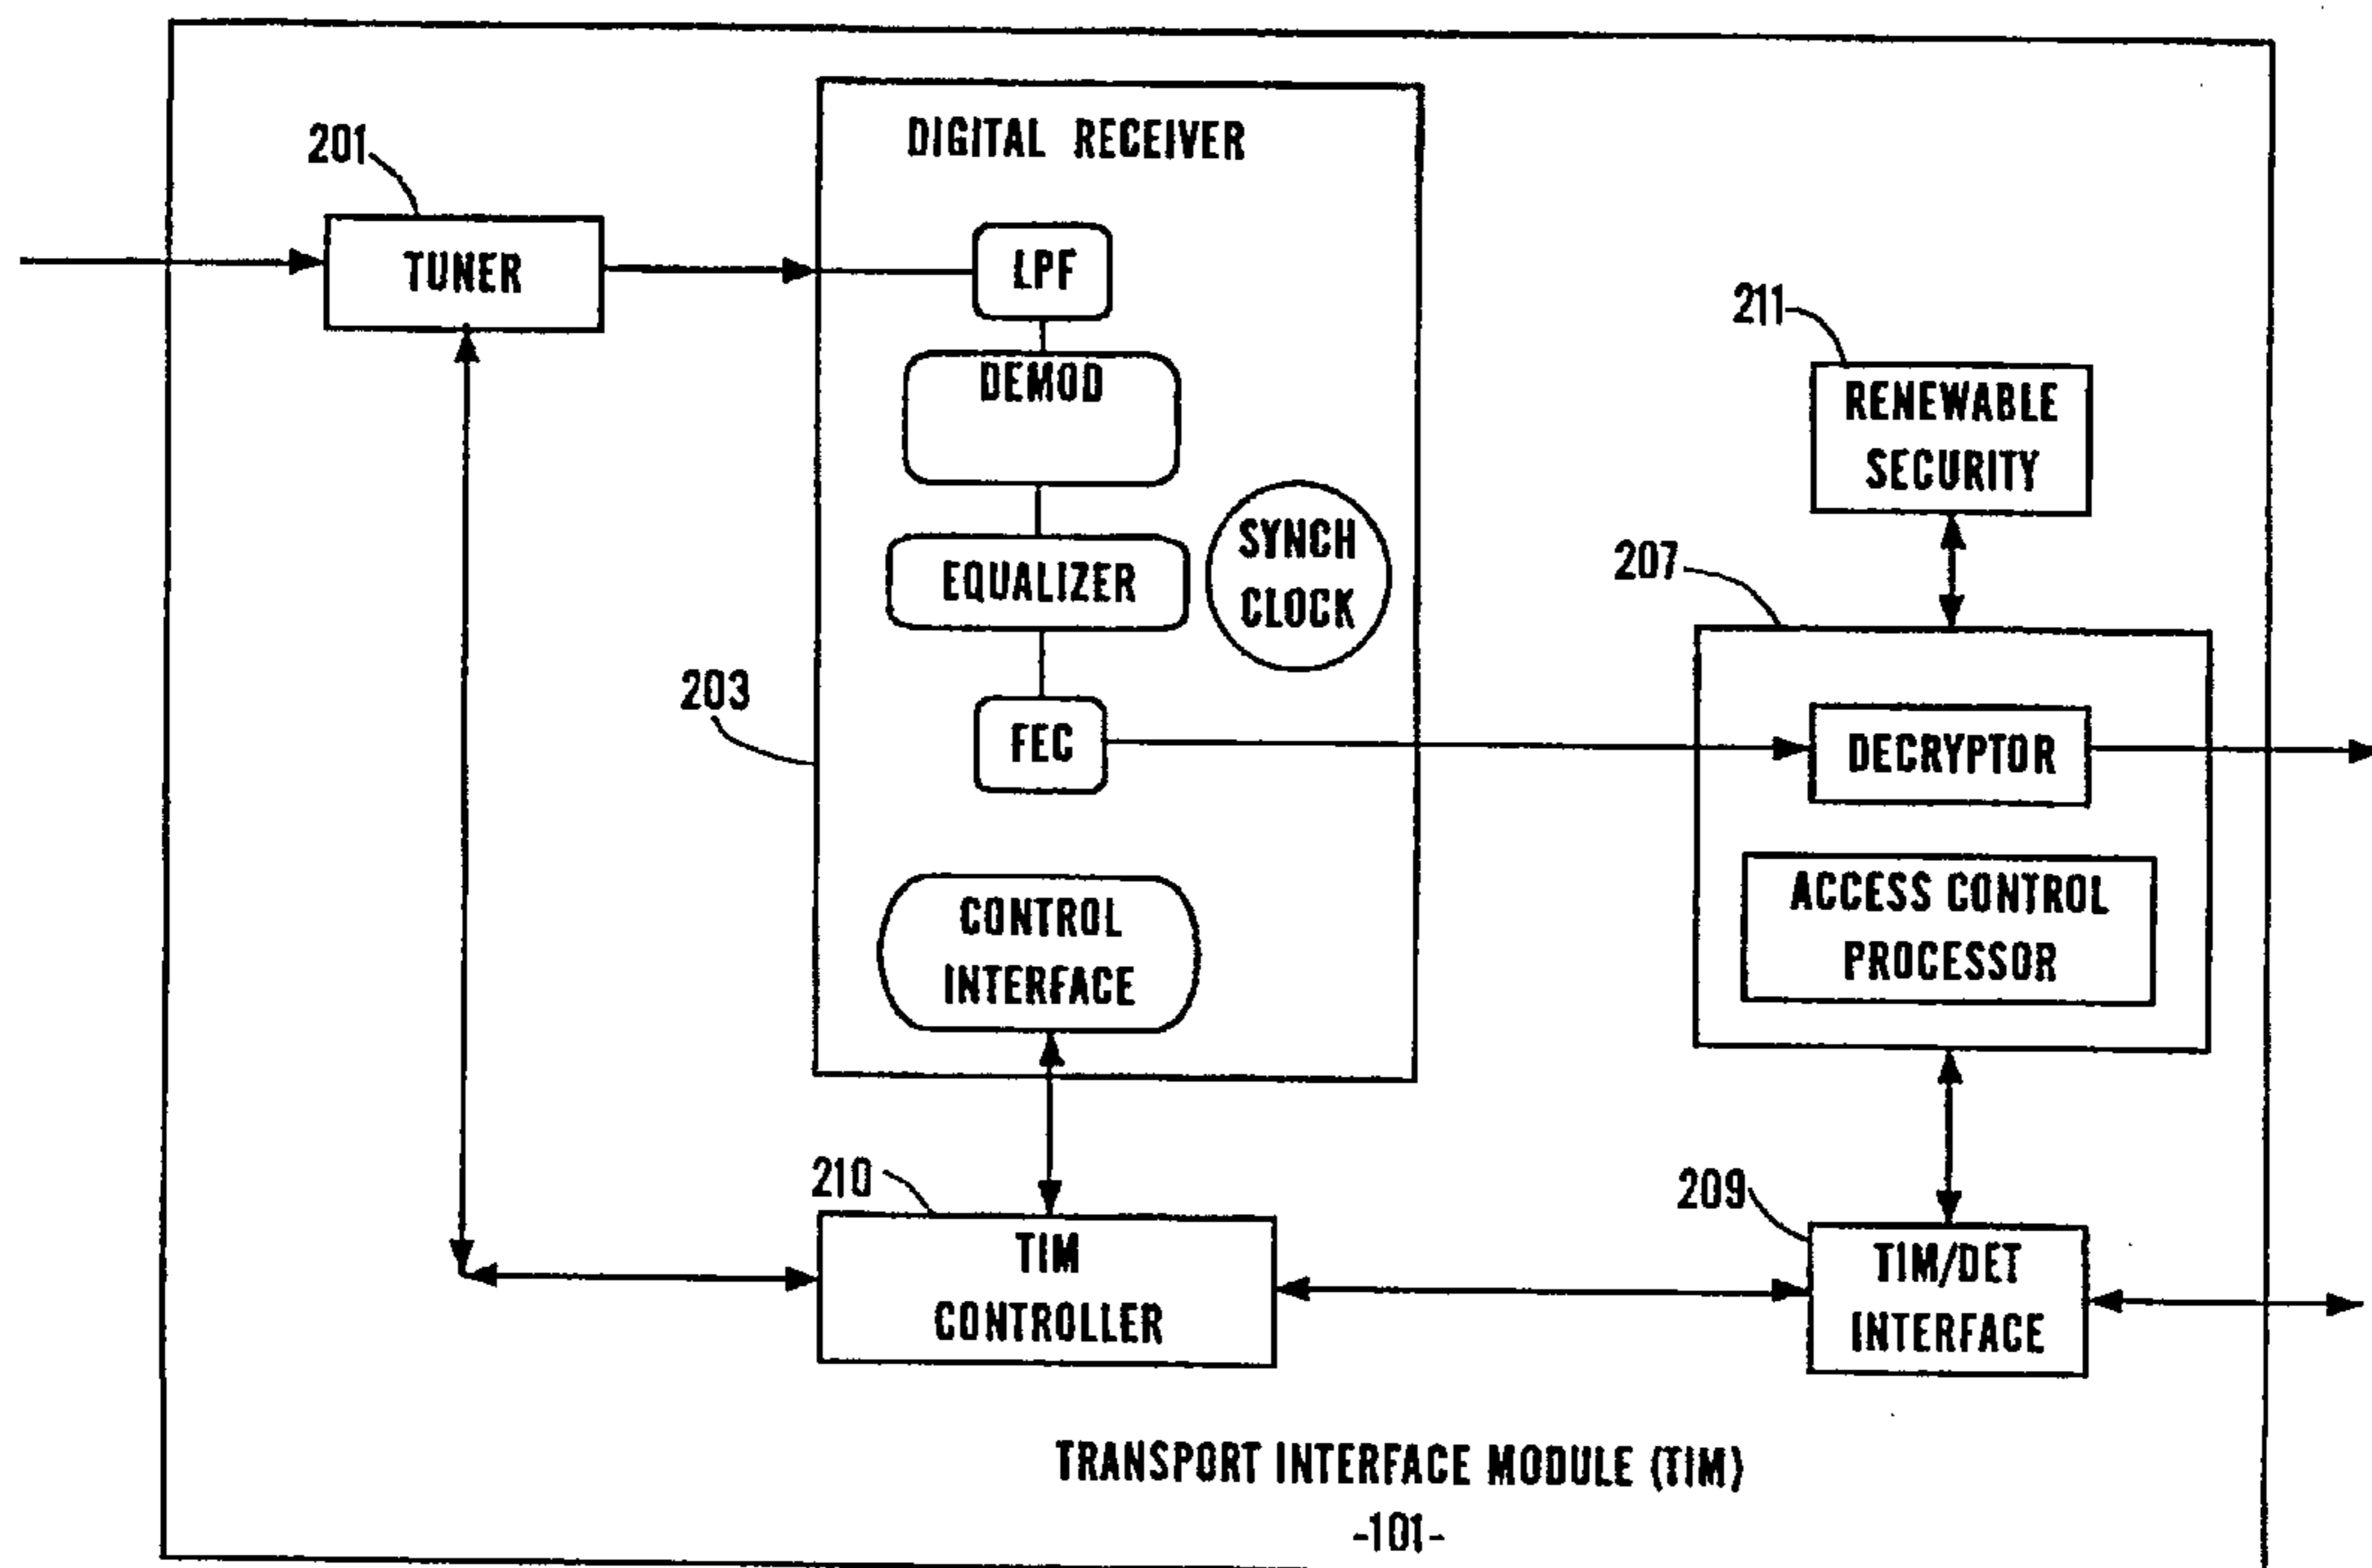 DIGITAL RECEIVER
201
TUNER
LPF
DEMOD
211
RENEWABLE
SECURITY
SYNCH
CLOCK
EQUALIZER
207
203
FEC
DECRYPTOR
ACCESS CONTROL
PROCESSOR
CONTROL
INTERFACE
210
TIM
CONTROLLER
209
TIM/DET
INTERFACE
TRANSPORT INTERFACE MODULE (TIM)
-101-